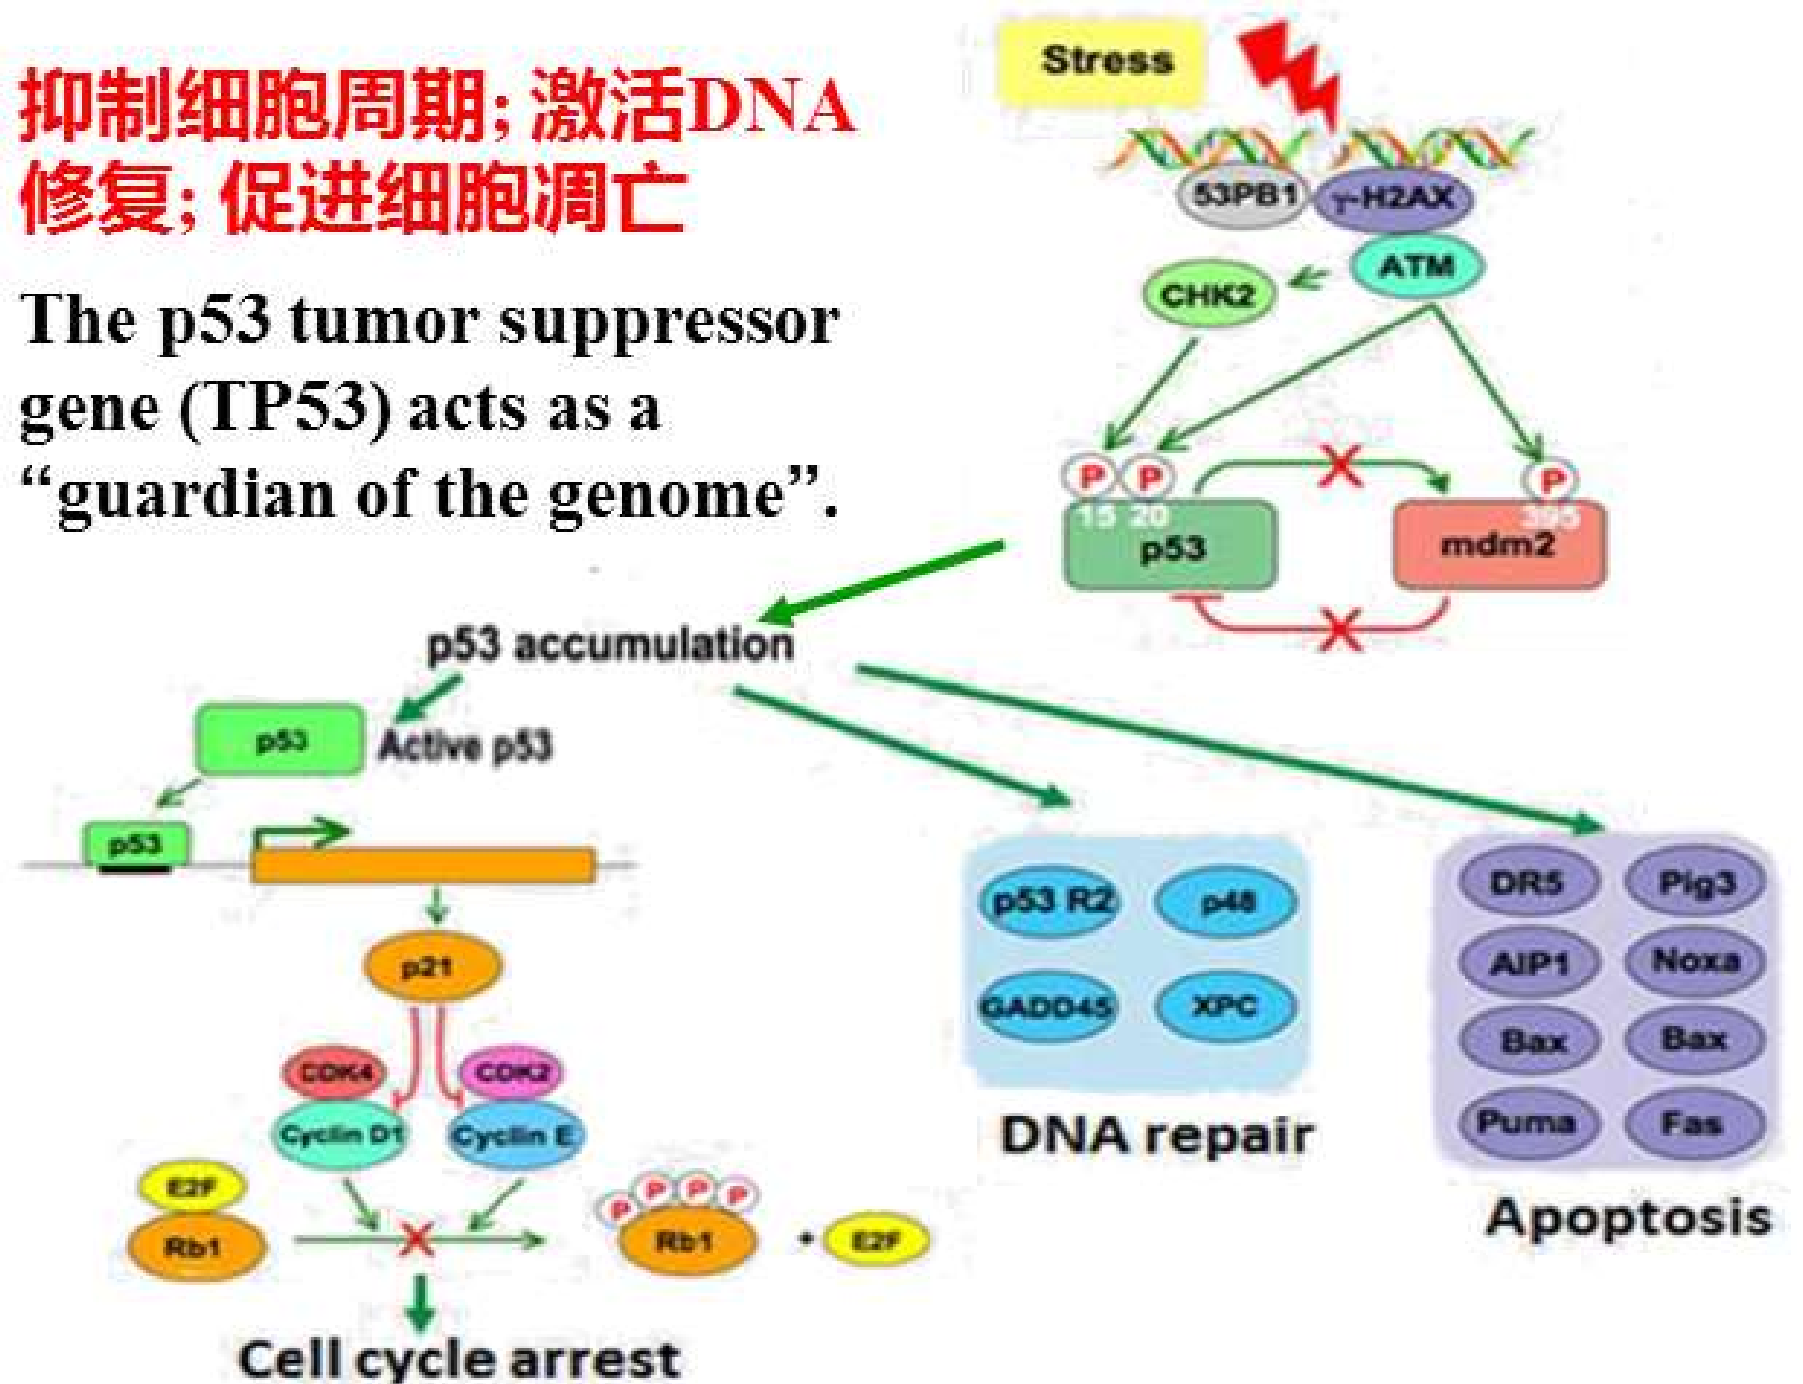 抑制细胞周期; 激活DNA
修复; 促进细胞凋亡
The p53 tumor suppressor
gene (TP53) acts as a
“guardian of the genome”.
Stress
53PB1
γ-H2AX
ATM
CHK2
P
P
P
15 20
395
p53
mdm2
p53 accumulation
p53
Active p53
p53
p21
CDK4
CDK2
Cyclin D1
Cyclin E
E2F
Rb1
P
P
P
P
Rb1
+
E2F
Cell cycle arrest
p53 R2
p48
GADD45
XPC
DNA repair
DR5
Pig3
AIP1
Noxa
Bax
Bax
Puma
Fas
Apoptosis